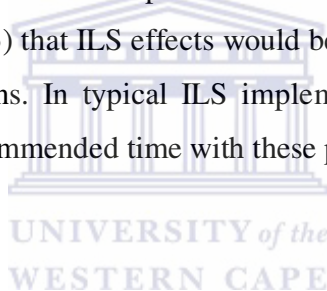 ) that ILS effects would be
ns. In typical ILS implem
mmended time with these p
UNIVERSITY of the
WESTERN CAPE